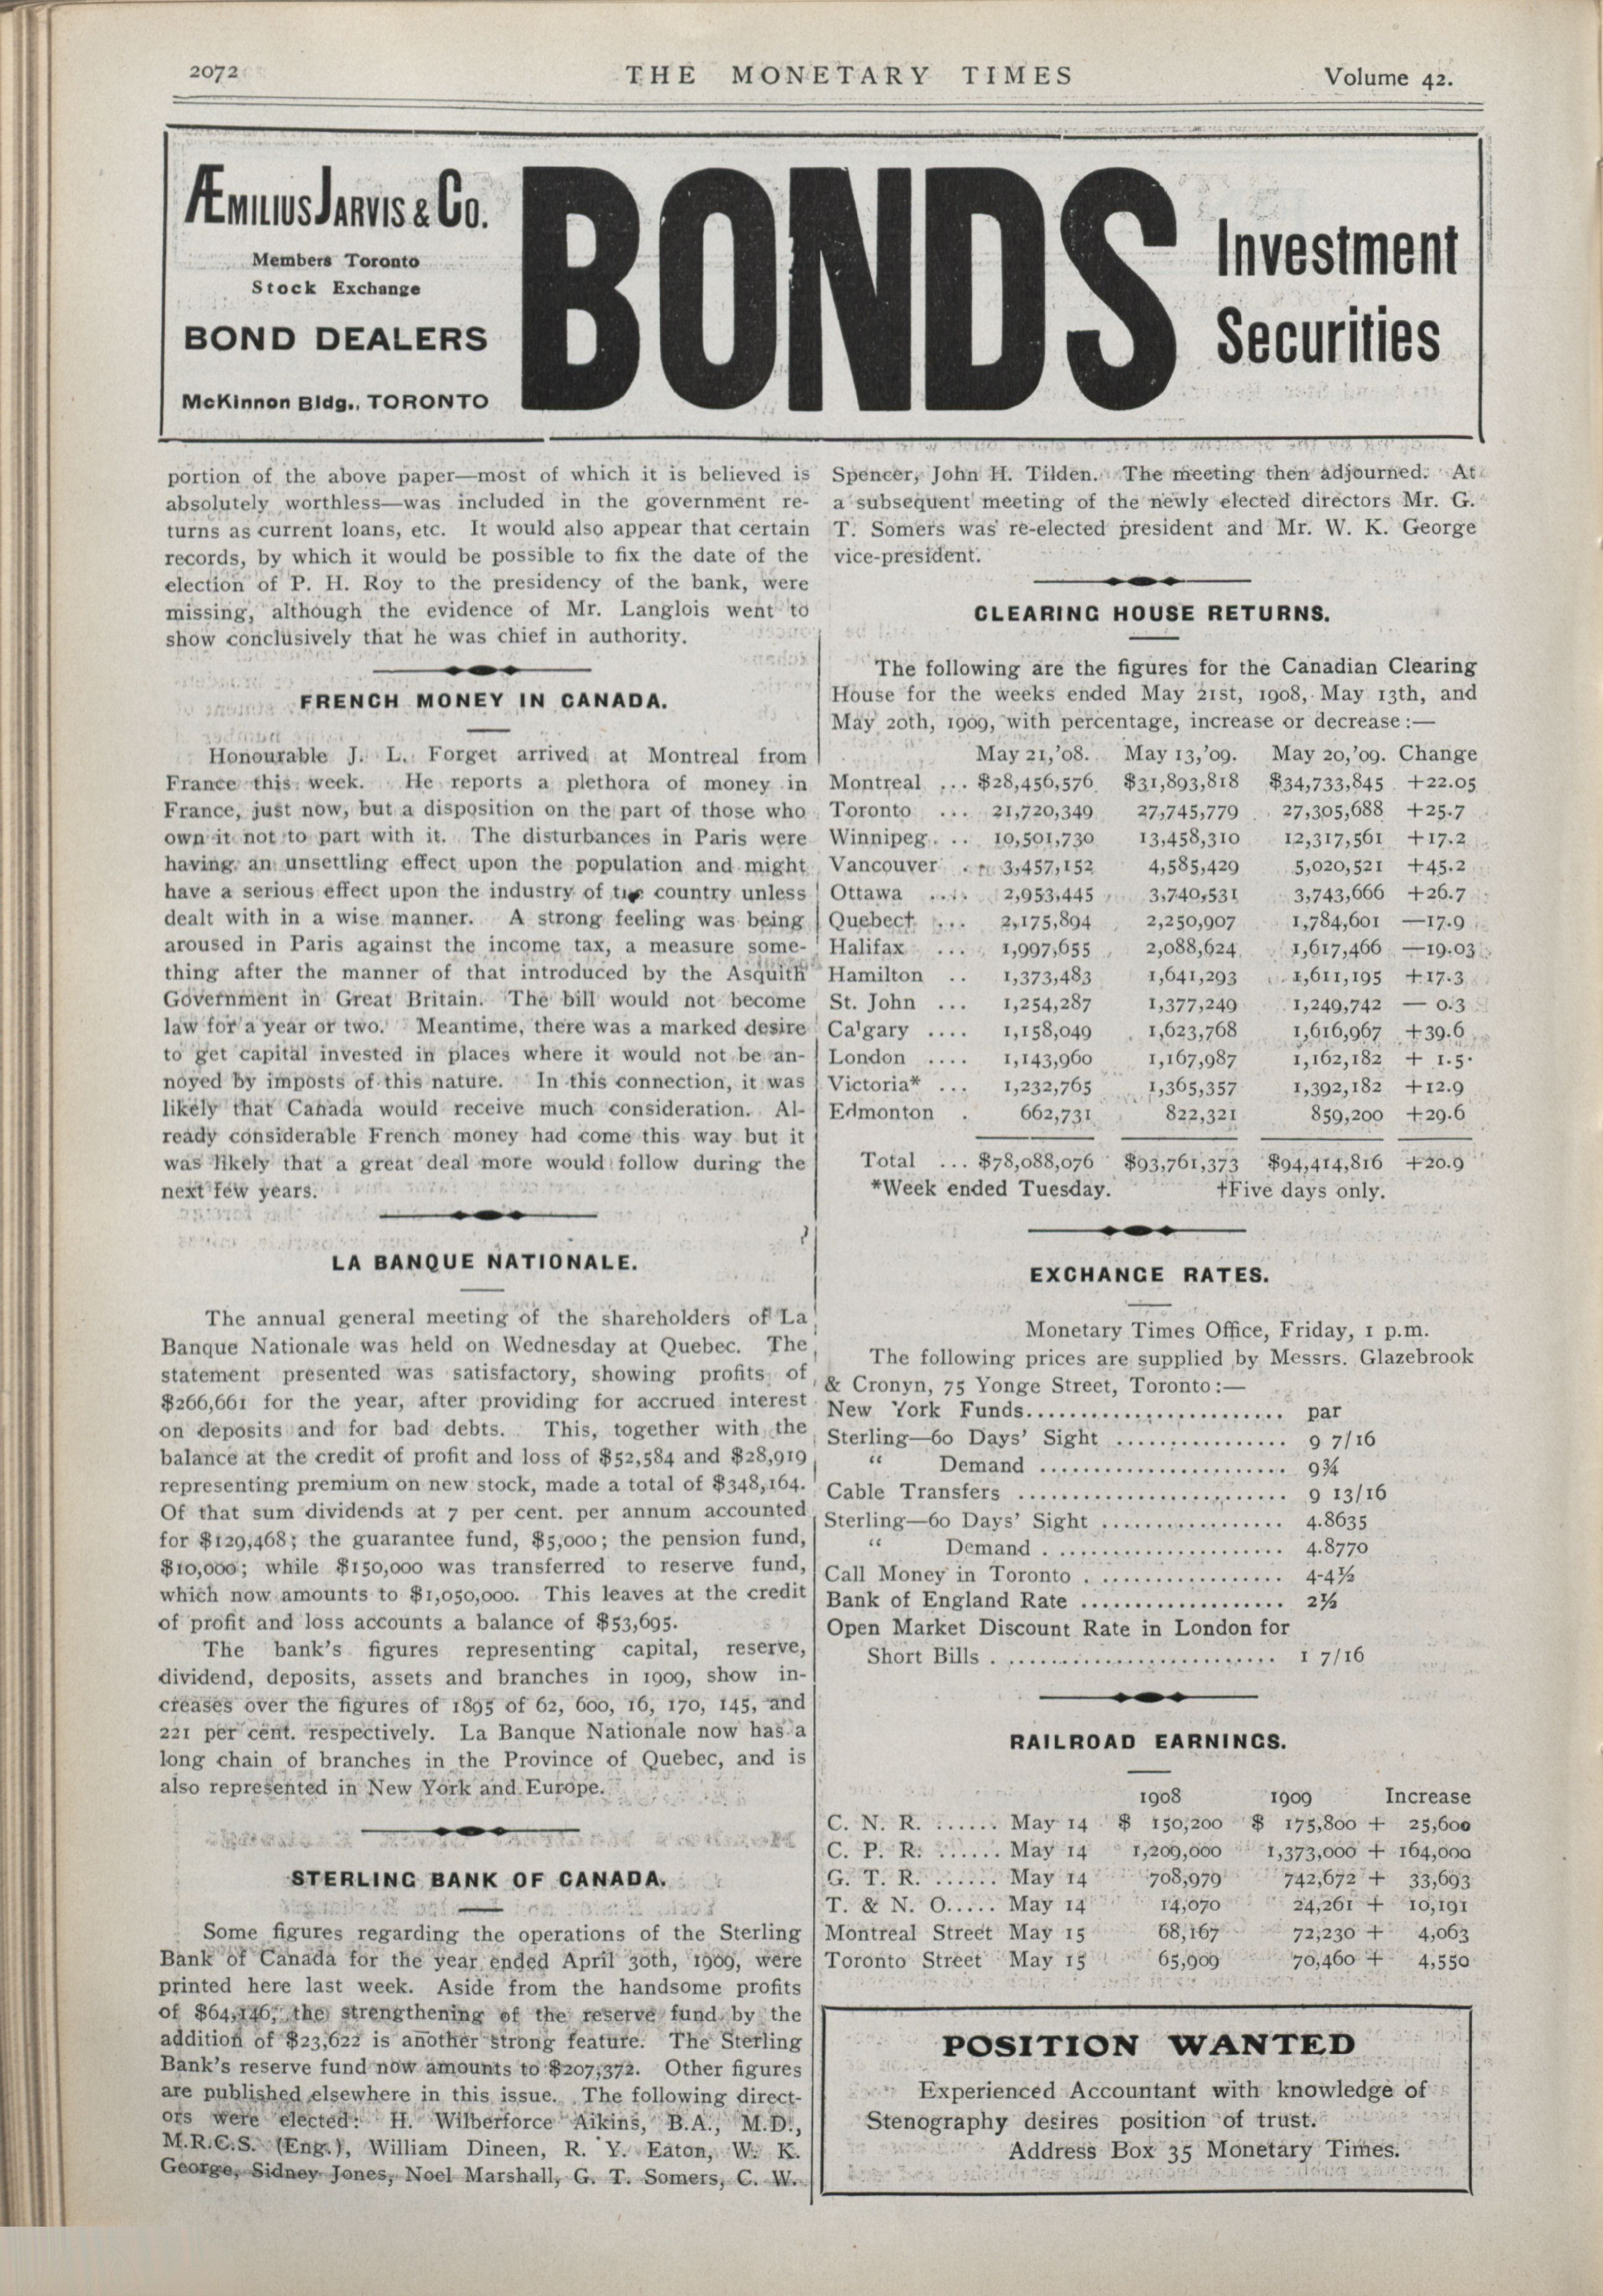 2072
THE MONETARY TIMES
Volume 42.
ÆMILIUS JARVIS & CO.
Members Toronto
Stock Exchange
BOND DEALERS
McKinnon Bldg., TORONTO
BONDS
Investment
Securities
portion of the above paper—most of which it is believed is
absolutely worthless—was included in the government re-
turns as current loans, etc. It would also appear that certain
records, by which it would be possible to fix the date of the
election of P. H. Roy to the presidency of the bank, were
missing, although the evidence of Mr. Langlois went to
show conclusively that he was chief in authority.
FRENCH MONEY IN CANADA.
Honourable J. L. Forget arrived at Montreal from
France this week. He reports a plethora of money in
France, just now, but a disposition on the part of those who
own it not to part with it. The disturbances in Paris were
having an unsettling effect upon the population and might
have a serious effect upon the industry of the country unless
dealt with in a wise manner. A strong feeling was being
aroused in Paris against the income tax, a measure some-
thing after the manner of that introduced by the Asquith
Government in Great Britain. The bill would not become
law for a year or two. Meantime, there was a marked desire
to get capital invested in places where it would not be an-
noyed by imposts of this nature. In this connection, it was
likely that Canada would receive much consideration. Al-
ready considerable French money had come this way but it
was likely that a great deal more would follow during the
next few years.
LA BANQUE NATIONALE.
The annual general meeting of the shareholders of La
Banque Nationale was held on Wednesday at Quebec. The
statement presented was satisfactory, showing profits of
$266,661 for the year, after providing for accrued interest
on deposits and for bad debts. This, together with the
balance at the credit of profit and loss of $52,584 and $28,919
representing premium on new stock, made a total of $348,164.
Of that sum dividends at 7 per cent. per annum accounted
for $129,468; the guarantee fund, $5,000; the pension fund,
$10,000; while $150,000 was transferred to reserve fund,
which now amounts to $1,050,000. This leaves at the credit
of profit and loss accounts a balance of $53,695.
The bank's figures representing capital, reserve,
dividend, deposits, assets and branches in 1909, show in-
creases over the figures of 1895 of 62, 600, 16, 170, 145, and
221 per cent. respectively. La Banque Nationale now has a
long chain of branches in the Province of Quebec, and is
also represented in New York and Europe.
STERLING BANK OF CANADA.
Some figures regarding the operations of the Sterling
Bank of Canada for the year ended April 30th, 1909, were
printed here last week. Aside from the handsome profits
of $64,146, the strengthening of the reserve fund by the
addition of $23,622 is another strong feature. The Sterling
Bank's reserve fund now amounts to $207,372. Other figures
are published elsewhere in this issue. The following direct-
ors were elected: H. Wilberforce Aikins, B.A., M.D.,
M.R.C.S. (Eng.), William Dineen, R. Y. Eaton, W. K.
George, Sidney Jones, Noel Marshall, G. T. Somers, C. W.
Spencer, John H. Tilden. The meeting then adjourned. At
a subsequent meeting of the newly elected directors Mr. G.
T. Somers was re-elected president and Mr. W. K. George
vice-president.
CLEARING HOUSE RETURNS.
The following are the figures for the Canadian Clearing
House for the weeks ended May 21st, 1908, May 13th, and
May 20th, 1909, with percentage, increase or decrease:—
May 21,'08. May 13,'09. May 20,'09. Change
Montreal ... $28,456,576 $31,893,818 $34,733,845 +22.05
Toronto ... 21,720,349 27,745,779 27,305,688 +25.7
Winnipeg. .. 10,501,730 13,458,310 12,317,561 +17.2
Vancouver .. 3,457,152 4,585,429 5,020,521 +45.2
Ottawa .... 2,953,445 3,740,531 3,743,666 +26.7
Quebec† ... 2,175,894 2,250,907 1,784,601 —17.9
Halifax ... 1,997,655 2,088,624 1,617,466 —19.03
Hamilton .. 1,373,483 1,641,293 1,611,195 +17.3
St. John ... 1,254,287 1,377,249 1,249,742 — 0.3
Ca'gary .... 1,158,049 1,623,768 1,616,967 +39.6
London .... 1,143,960 1,167,987 1,162,182 + 1.5
Victoria* ... 1,232,765 1,365,357 1,392,182 +12.9
Edmonton . 662,731 822,321 859,200 +29.6
Total ... $78,088,076 $93,761,373 $94,414,816 +20.9
*Week ended Tuesday. †Five days only.
EXCHANGE RATES.
Monetary Times Office, Friday, 1 p.m.
The following prices are supplied by Messrs. Glazebrook
& Cronyn, 75 Yonge Street, Toronto:—
New York Funds........................ par
Sterling—60 Days' Sight ................ 9 7/16
" Demand ....................... 9¾
Cable Transfers ......................... 9 13/16
Sterling—60 Days' Sight ................. 4.8635
" Demand . ...................... 4.8770
Call Money in Toronto . ................. 4-4½
Bank of England Rate ................... 2½
Open Market Discount Rate in London for
Short Bills . ......................... 1 7/16
RAILROAD EARNINGS.
1908 1909 Increase
C. N. R. ...... May 14 $ 150,200 $ 175,800 + 25,600
C. P. R. ...... May 14 1,209,000 1,373,000 + 164,000
G. T. R. ...... May 14 708,979 742,672 + 33,693
T. & N. O..... May 14 14,070 24,261 + 10,191
Montreal Street May 15 68,167 72,230 + 4,063
Toronto Street May 15 65,909 70,460 + 4,550
POSITION WANTED
Experienced Accountant with knowledge of
Stenography desires position of trust.
Address Box 35 Monetary Times.